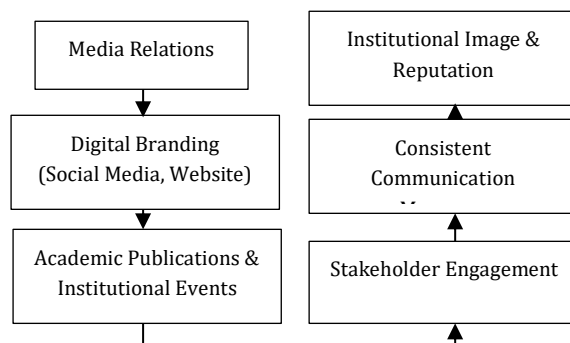 Media Relations
Digital Branding
(Social Media, Website)
Academic Publications &
Institutional Events
Institutional Image &
Reputation
Consistent
Communication
Stakeholder Engagement